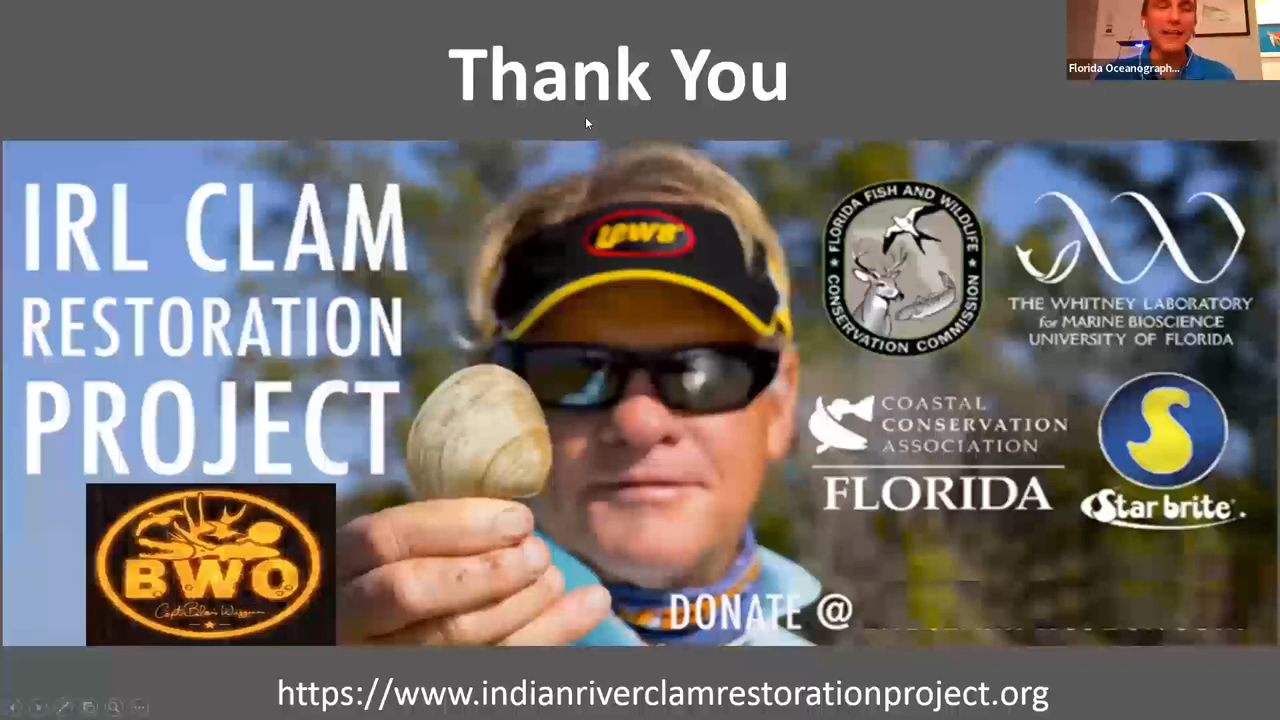 Thank You
Florida Oceanograph...
IRL CLAM
RESTORATION
PROJECT
LEW'S
FLORIDA FISH AND WILDLIFE
CONSERVATION COMMISSION
THE WHITNEY LABORATORY
for MARINE BIOSCIENCE
UNIVERSITY OF FLORIDA
COASTAL
CONSERVATION
ASSOCIATION
FLORIDA
Star brite
BWO
DONATE @
https://www.indianriverclamrestorationproject.org